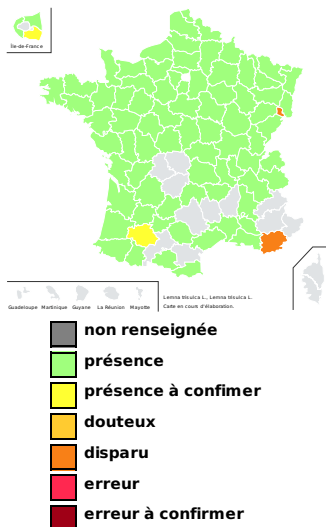 Île-de-France
Guadeloupe Martinique Guyane La Réunion Mayotte
Lemna trisulca L., Lemna trisulca L.
Carte en cours d'élaboration.
non renseignée
présence
présence à confimer
douteux
disparu
erreur
erreur à confirmer